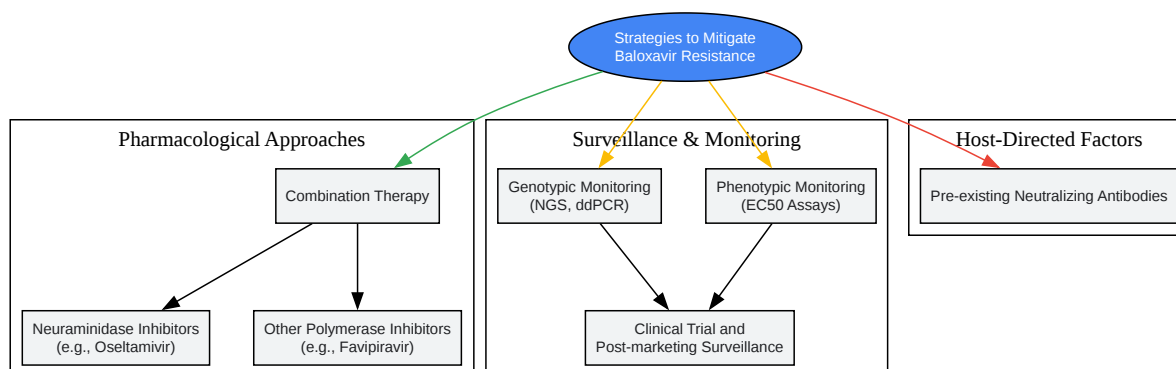 Strategies to Mitigate
Baloxavir Resistance
Pharmacological Approaches
Surveillance & Monitoring
Host-Directed Factors
Combination Therapy
Genotypic Monitoring
(NGS, ddPCR)
Phenotypic Monitoring
(EC50 Assays)
Pre-existing Neutralizing Antibodies
Neuraminidase Inhibitors
(e.g., Oseltamivir)
Other Polymerase Inhibitors
(e.g., Favipiravir)
Clinical Trial and
Post-marketing Surveillance